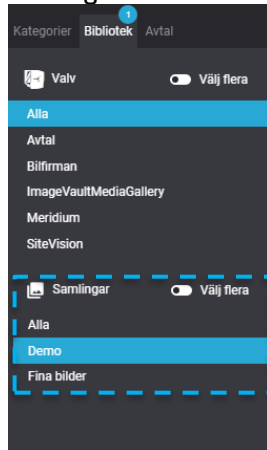 1
Kategorier Bibliotek Avtal
Valv Välj flera
Alla
Avtal
Bilfirman
ImageVaultMediaGallery
Meridium
SiteVision
Samlingar Välj flera
Alla
Demo
Fina bilder